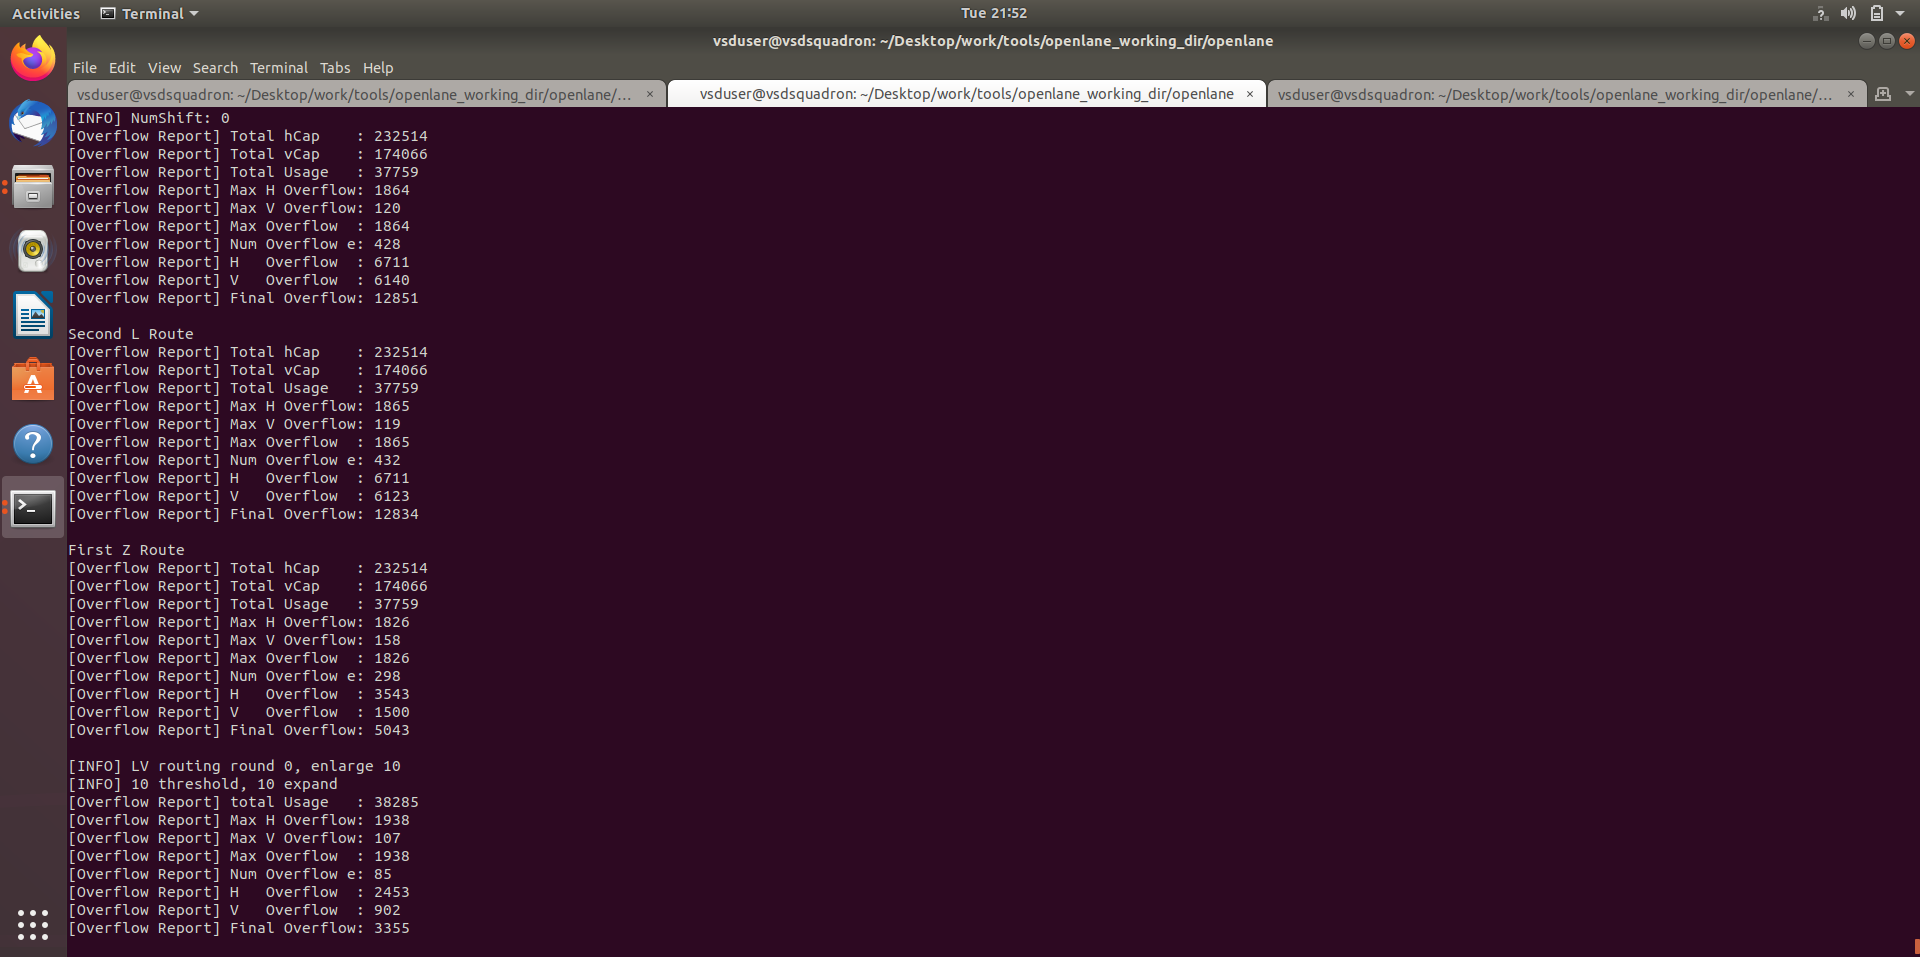 Activities Terminal Tue 21:52
vsduser@vsdsquadron: ~/Desktop/work/tools/openlane_working_dir/openlane
File Edit View Search Terminal Tabs Help
vsduser@vsdsquadron: ~/Desktop/work/tools/openlane_working_dir/openlane/... × vsduser@vsdsquadron: ~/Desktop/work/tools/openlane_working_dir/openlane × vsduser@vsdsquadron: ~/Desktop/work/tools/openlane_working_dir/openlane/... ×
[INFO] NumShift: 0
[Overflow Report] Total hCap    : 232514
[Overflow Report] Total vCap    : 174066
[Overflow Report] Total Usage   : 37759
[Overflow Report] Max H Overflow: 1864
[Overflow Report] Max V Overflow: 120
[Overflow Report] Max Overflow  : 1864
[Overflow Report] Num Overflow e: 428
[Overflow Report] H   Overflow  : 6711
[Overflow Report] V   Overflow  : 6140
[Overflow Report] Final Overflow: 12851

Second L Route
[Overflow Report] Total hCap    : 232514
[Overflow Report] Total vCap    : 174066
[Overflow Report] Total Usage   : 37759
[Overflow Report] Max H Overflow: 1865
[Overflow Report] Max V Overflow: 119
[Overflow Report] Max Overflow  : 1865
[Overflow Report] Num Overflow e: 432
[Overflow Report] H   Overflow  : 6711
[Overflow Report] V   Overflow  : 6123
[Overflow Report] Final Overflow: 12834

First Z Route
[Overflow Report] Total hCap    : 232514
[Overflow Report] Total vCap    : 174066
[Overflow Report] Total Usage   : 37759
[Overflow Report] Max H Overflow: 1826
[Overflow Report] Max V Overflow: 158
[Overflow Report] Max Overflow  : 1826
[Overflow Report] Num Overflow e: 298
[Overflow Report] H   Overflow  : 3543
[Overflow Report] V   Overflow  : 1500
[Overflow Report] Final Overflow: 5043

[INFO] LV routing round 0, enlarge 10
[INFO] 10 threshold, 10 expand
[Overflow Report] total Usage   : 38285
[Overflow Report] Max H Overflow: 1938
[Overflow Report] Max V Overflow: 107
[Overflow Report] Max Overflow  : 1938
[Overflow Report] Num Overflow e: 85
[Overflow Report] H   Overflow  : 2453
[Overflow Report] V   Overflow  : 902
[Overflow Report] Final Overflow: 3355